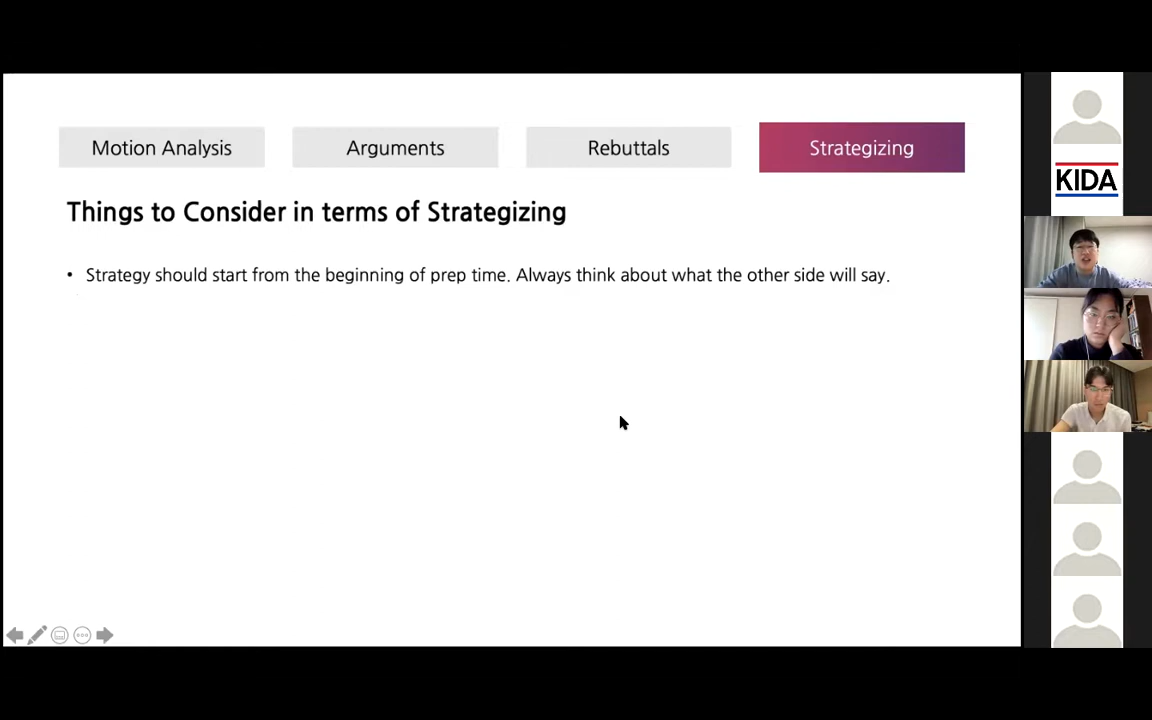 Motion Analysis
Arguments
Rebuttals
Strategizing
Things to Consider in terms of Strategizing
• Strategy should start from the beginning of prep time. Always think about what the other side will say.
KIDA